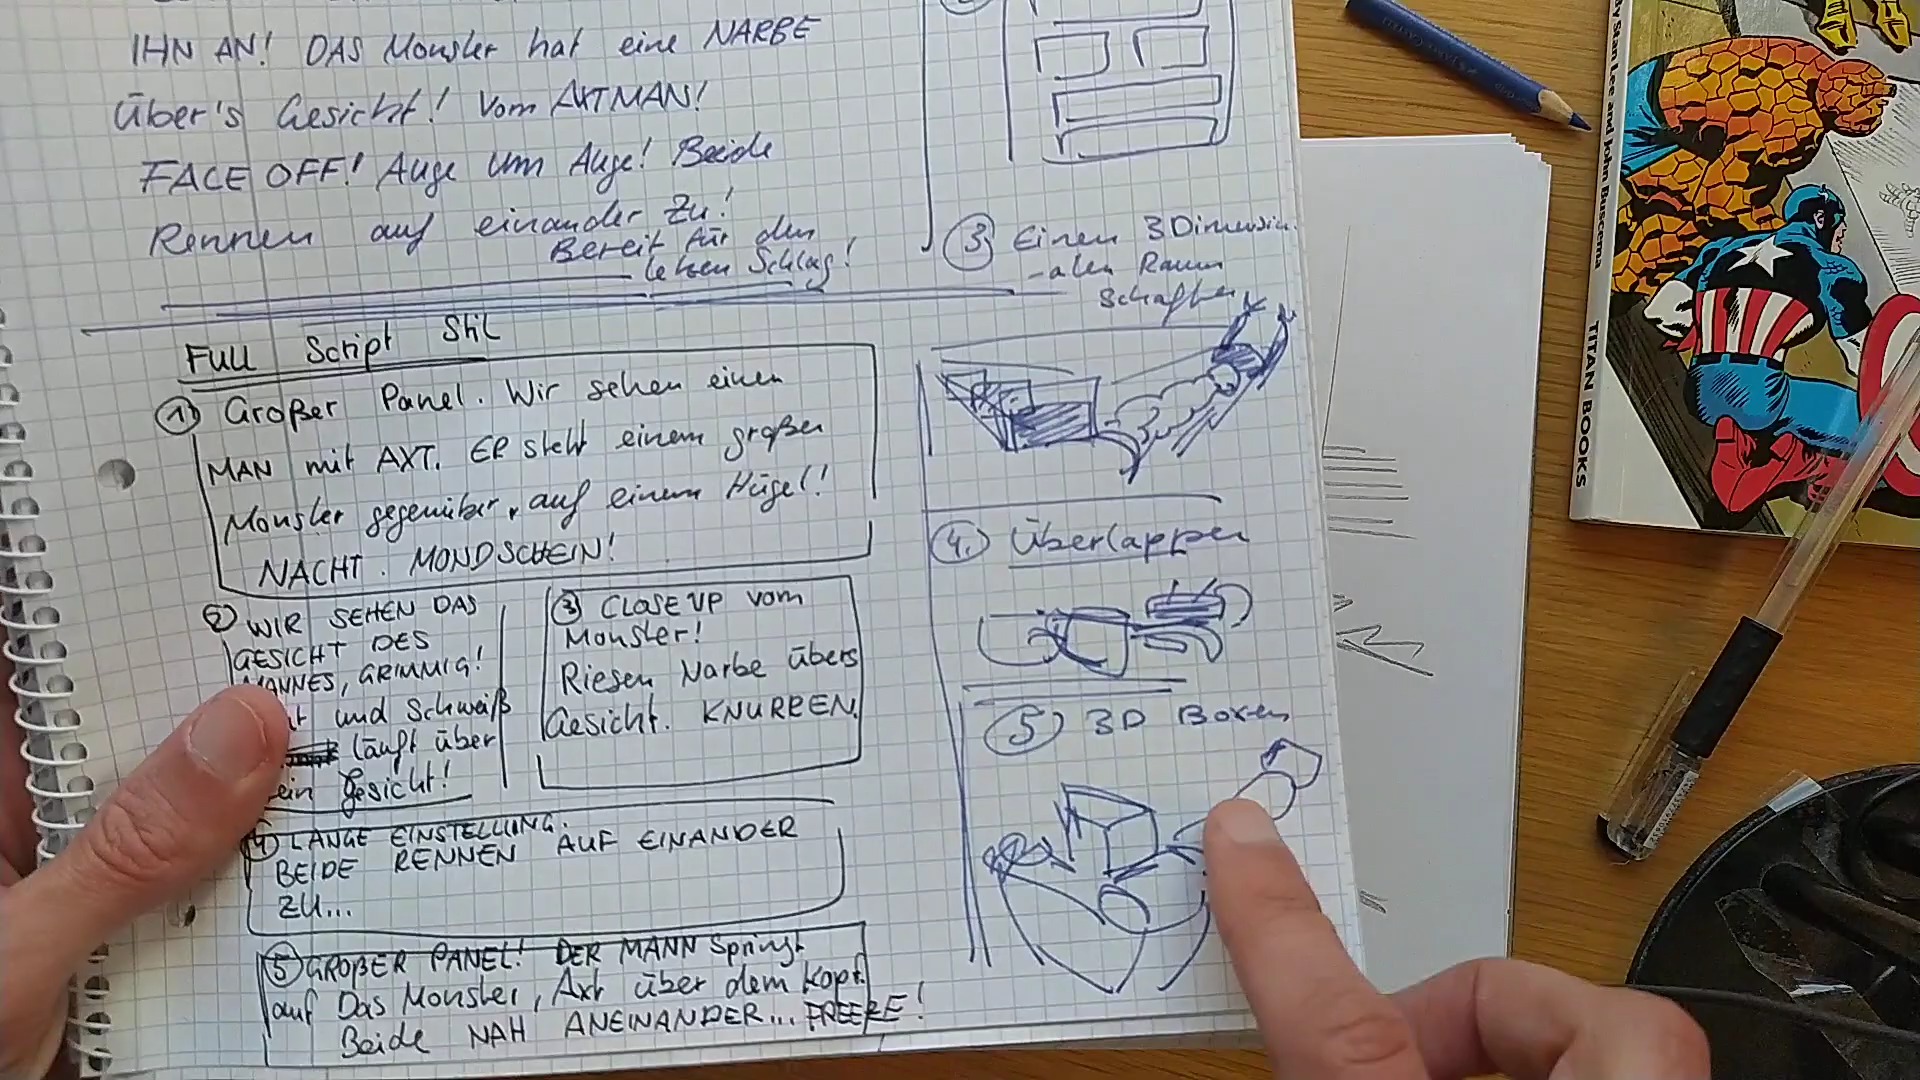 IHN AN! DAS Monster hat eine NARBE
Über's Gesicht! Vom AXTMAN!
FACE OFF! Auge um Auge! Beide
Rennen auf einander zu!
Bereit für den
letzen Schlag!
Full Script Stil
1) Großer Panel. Wir sehen einen
MAN mit AXT. ER steht einem großen
Monster gegenüber, auf einem Hügel!
NACHT. MONDSCHEIN!
2) WIR SEHEN DAS
GESICHT DES
MANNES, GRIMMIG!
und Schweiß
läuft über
ein Gesicht!
3) CLOSE UP vom
Monster!
Riesen Narbe übers
Gesicht. KNURREN.
4) LANGE EINSTELLUNG.
BEIDE RENNEN AUF EINANDER
ZU...
5) GROßER PANEL! DER MANN Springt
auf Das Monster, Axt über dem Kopf.
Beide NAH ANEINANDER...
3) Einen 3Dimension
-alen Raum
schaffen
4.) Überlappen
5) 3D Boxen
by Stan Lee and John Buscema
TITAN BOOKS